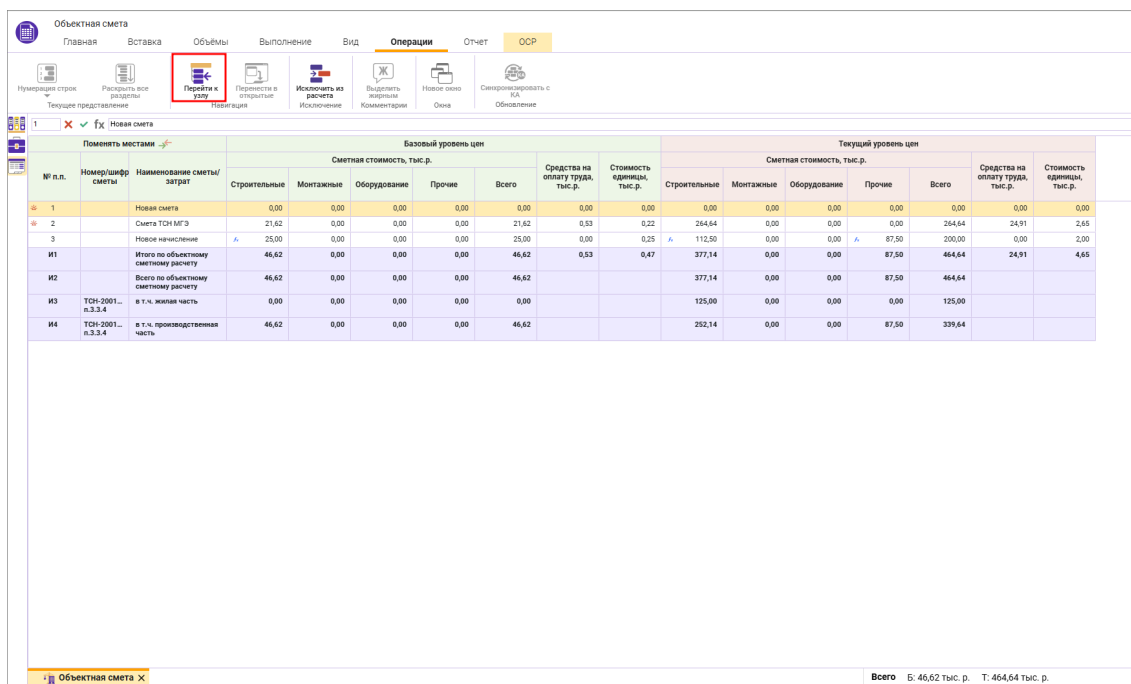 Объектная смета
Главная Вставка Объёмы Выполнение Вид Операции Отчет ОСР
Нумерация строк Раскрыть все разделы Перейти к узлу Перенести в открытые Исключить из расчета Выделить жирным Новое окно Синхронизировать с КА
Текущее представление Навигация Исключение Комментарии Окна Обновление
1 fx Новая смета
Поменять местами Базовый уровень цен Текущий уровень цен
№ п.п. Номер/шифр сметы Наименование сметы/затрат Сметная стоимость, тыс.р. Средства на оплату труда, тыс.р. Стоимость единицы, тыс.р. Сметная стоимость, тыс.р. Средства на оплату труда, тыс.р. Стоимость единицы, тыс.р.
Строительные Монтажные Оборудование Прочие Всего Строительные Монтажные Оборудование Прочие Всего
1 Новая смета 0,00 0,00 0,00 0,00 0,00 0,00 0,00 0,00 0,00 0,00 0,00 0,00 0,00 0,00
2 Смета ТСН МГЭ 21,62 0,00 0,00 0,00 21,62 0,53 0,22 264,64 0,00 0,00 0,00 264,64 24,91 2,65
3 Новое начисление 25,00 0,00 0,00 0,00 25,00 0,00 0,25 112,50 0,00 0,00 87,50 200,00 0,00 2,00
И1 Итого по объектному сметному расчету 46,62 0,00 0,00 0,00 46,62 0,53 0,47 377,14 0,00 0,00 87,50 464,64 24,91 4,65
И2 Всего по объектному сметному расчету 46,62 0,00 0,00 0,00 46,62 377,14 0,00 0,00 87,50 464,64
И3 ТСН-2001... п.3.3.4 в т.ч. жилая часть 0,00 0,00 0,00 0,00 0,00 125,00 0,00 0,00 0,00 125,00
И4 ТСН-2001... п.3.3.4 в т.ч. производственная часть 46,62 0,00 0,00 0,00 46,62 252,14 0,00 0,00 87,50 339,64
Объектная смета Всего Б: 46,62 тыс. р. Т: 464,64 тыс. р.